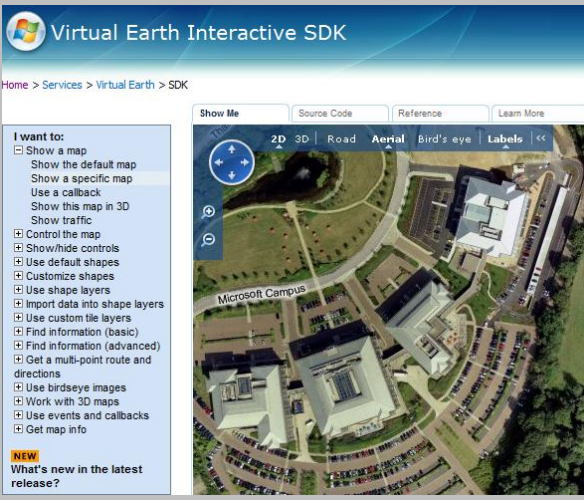 Virtual Earth Interactive SDK
Home > Services > Virtual Earth > SDK
Show Me
Source Code
Reference
Learn More
I want to:
Show a map
Show the default map
Show a specific map
Use a callback
Show this map in 3D
Show traffic
Control the map
Show/hide controls
Use default shapes
Customize shapes
Use shape layers
Import data into shape layers
Use custom tile layers
Find information (basic)
Find information (advanced)
Get a multi-point route and
directions
Use birdseye images
Work with 3D maps
Use events and callbacks
Get map info
NEW
What's new in the latest
release?
2D 3D | Road Aerial Bird's eye | Labels <<
Microsoft Campus